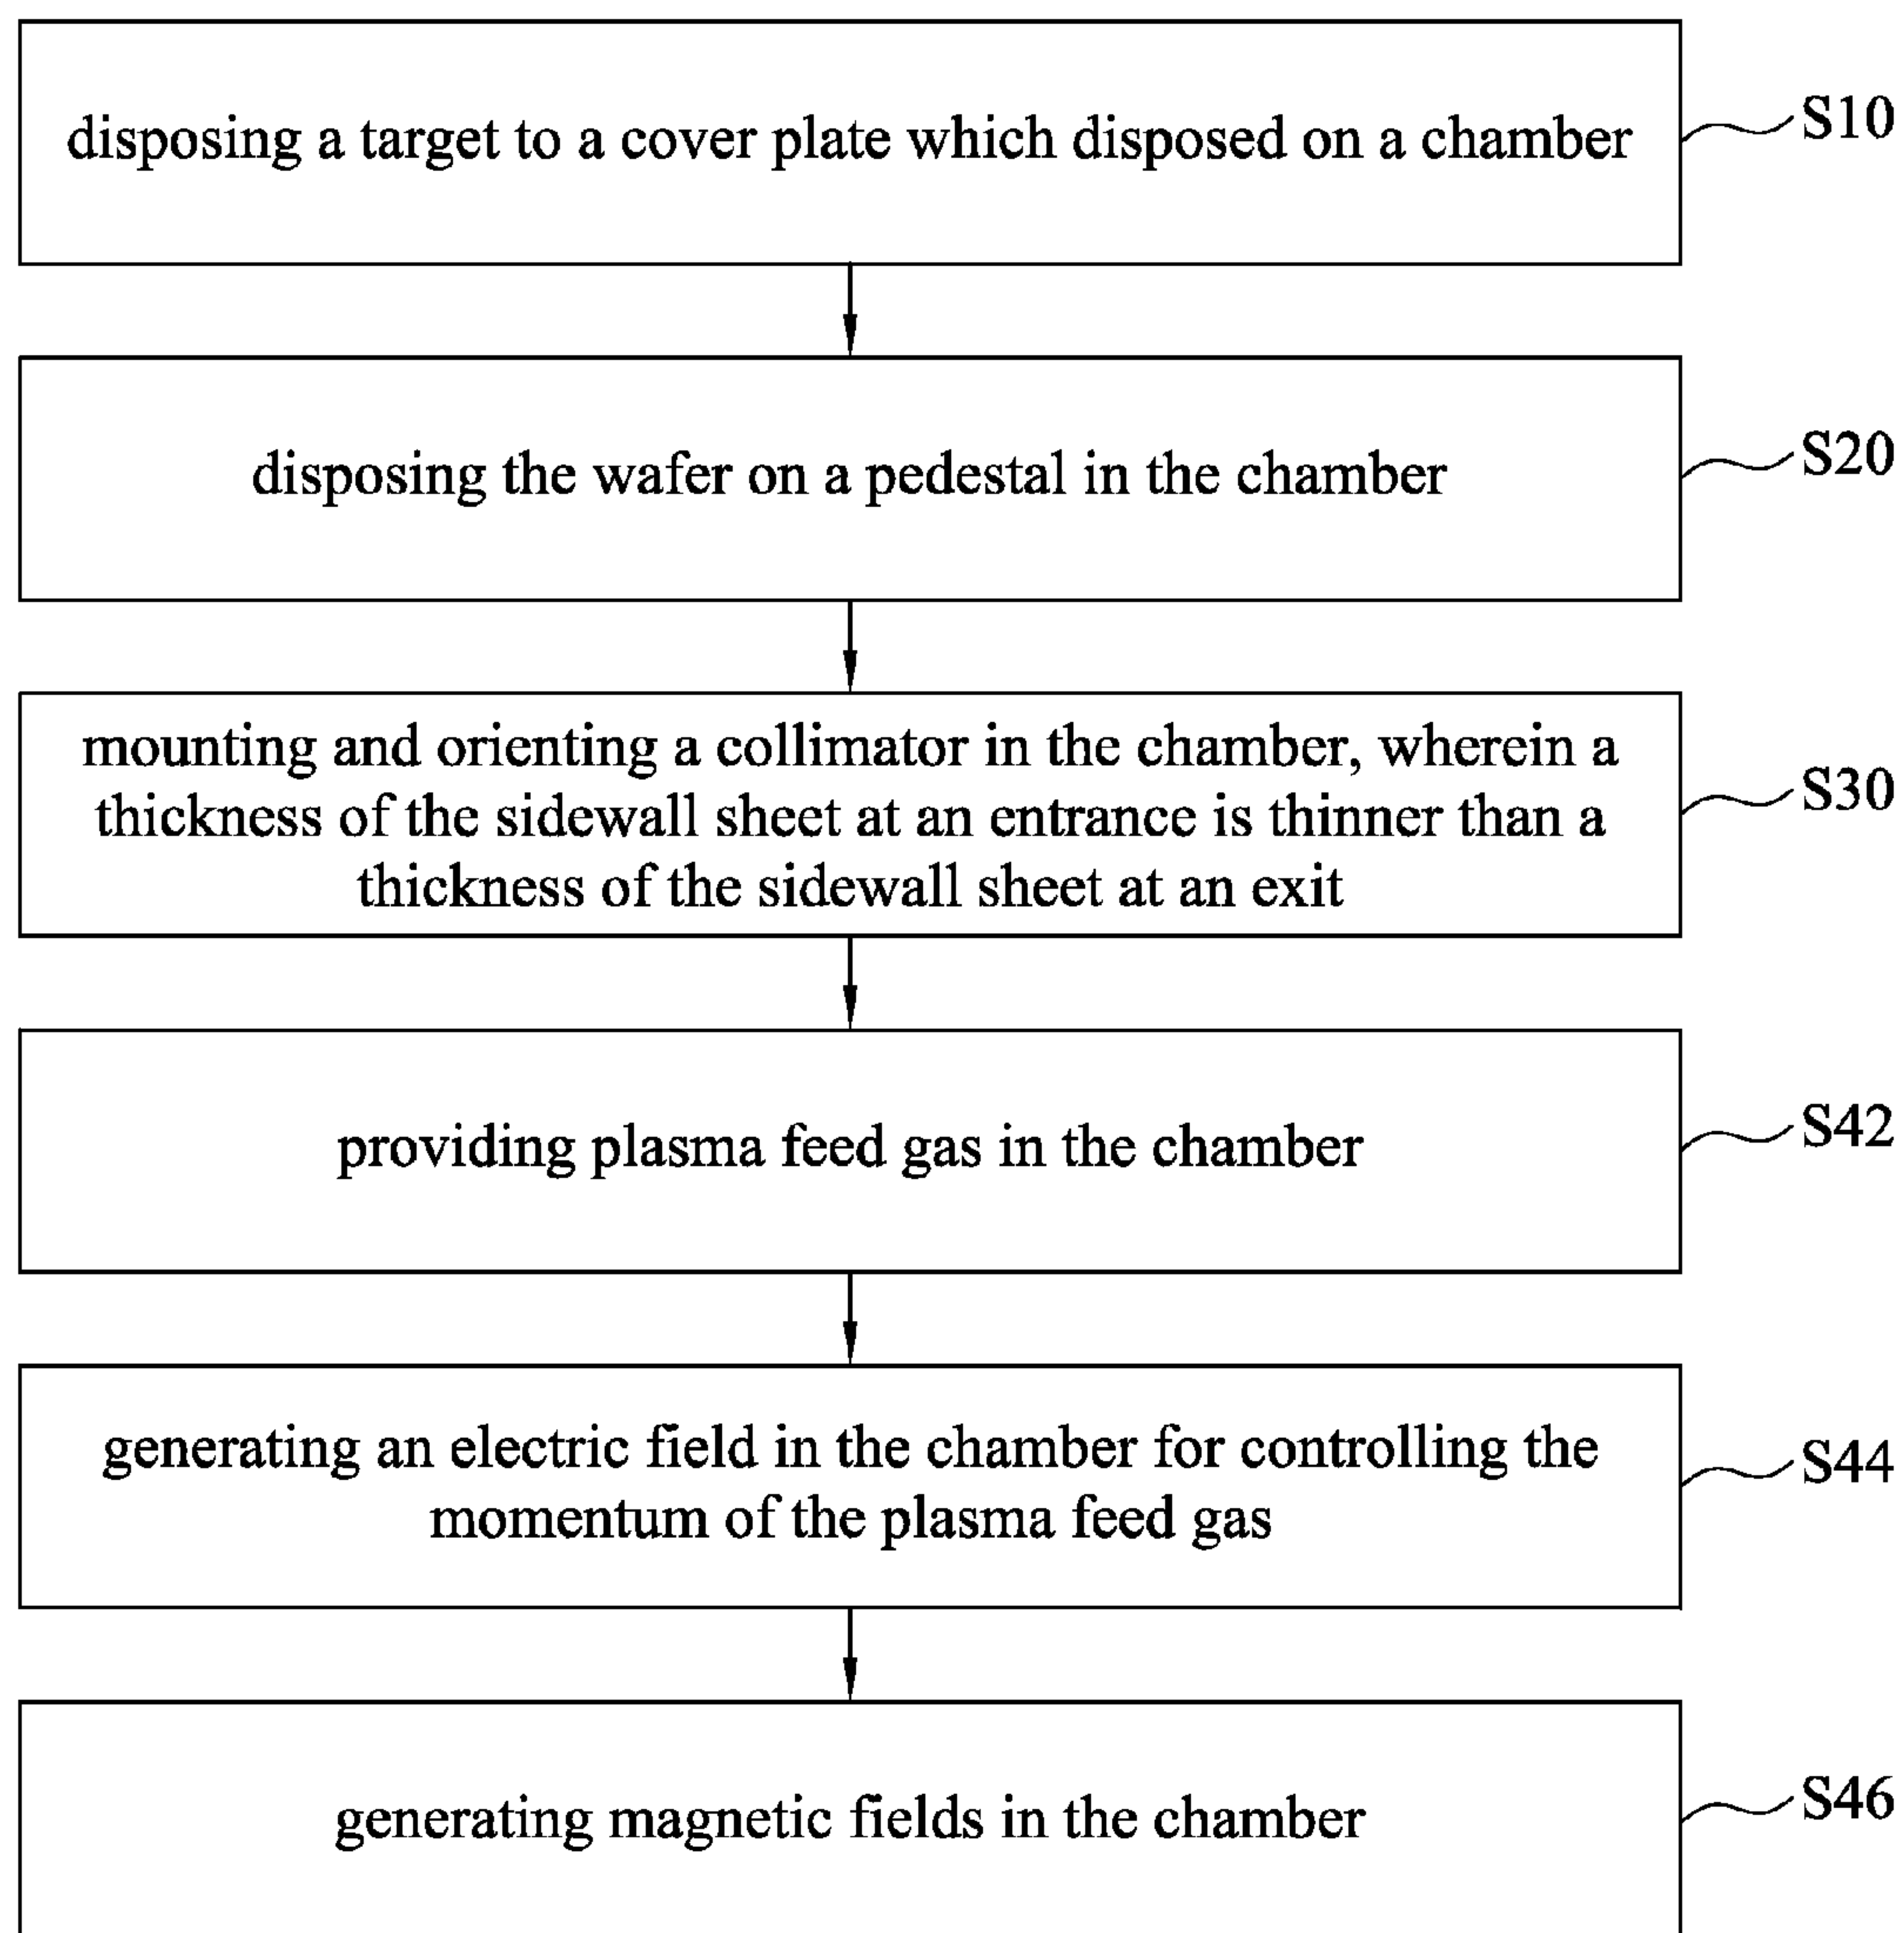 disposing a target to a cover plate which disposed on a chamber
S10
disposing the wafer on a pedestal in the chamber
S20
mounting and orienting a collimator in the chamber, wherein a
thickness of the sidewall sheet at an entrance is thinner than a
thickness of the sidewall sheet at an exit
S30
providing plasma feed gas in the chamber
S42
generating an electric field in the chamber for controlling the
momentum of the plasma feed gas
S44
generating magnetic fields in the chamber
S46